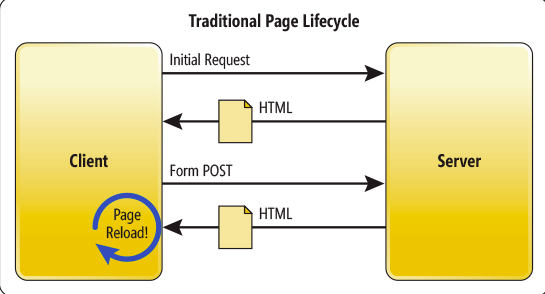 Traditional Page Lifecycle
Initial Request
HTML
Client
Server
Form POST
HTML
Page
Reload!